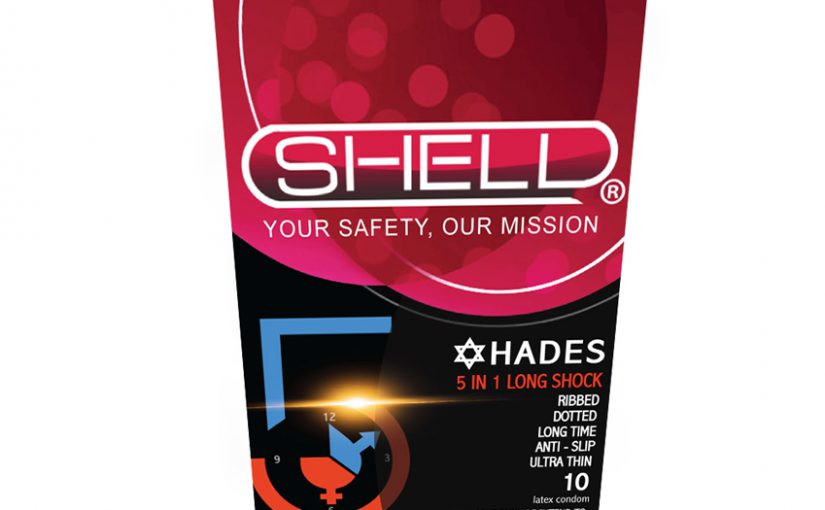 SHELL®
YOUR SAFETY, OUR MISSION
HADES
5 IN 1 LONG SHOCK
RIBBED
DOTTED
LONG TIME
ANTI - SLIP
ULTRA THIN
10
latex condom
12
9
3